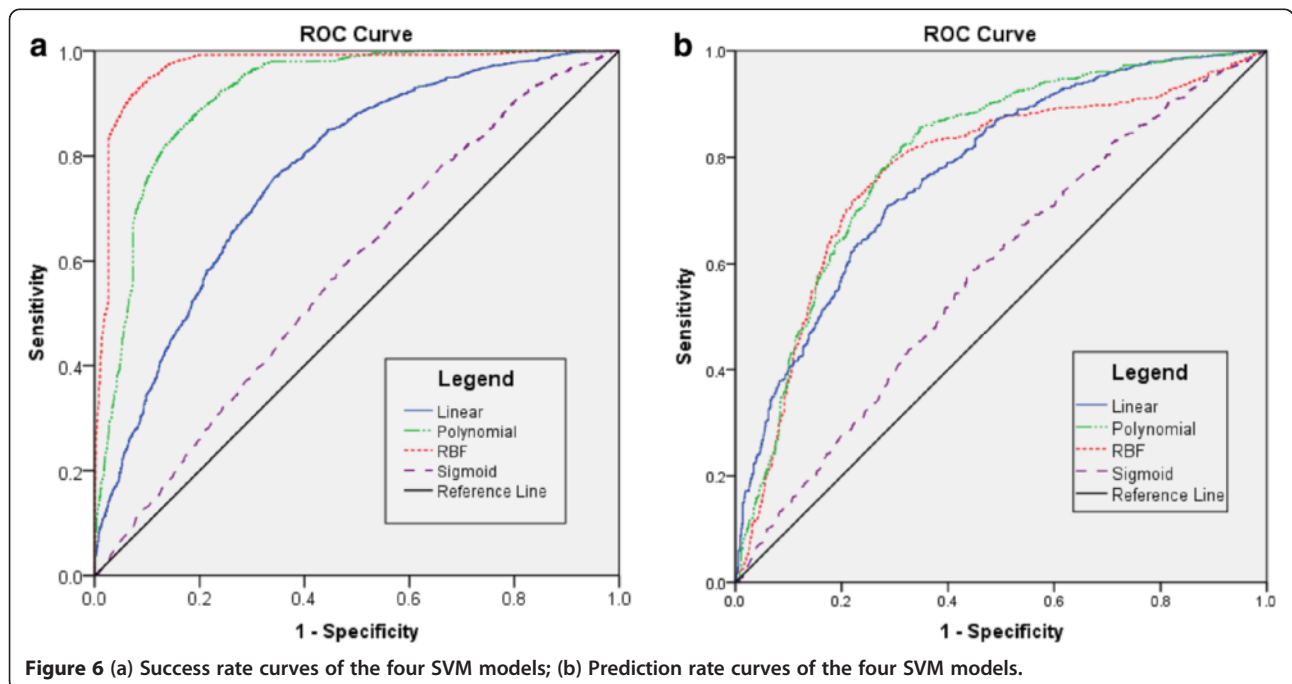 a
ROC Curve
1.0
0.8
0.6
0.4
0.2
0.0
Sensitivity
0.0 0.2 0.4 0.6 0.8 1.0
1 - Specificity
Legend
Linear
Polynomial
RBF
Sigmoid
Reference Line
b
ROC Curve
1.0
0.8
0.6
0.4
0.2
0.0
Sensitivity
0.0 0.2 0.4 0.6 0.8 1.0
1 - Specificity
Legend
Linear
Polynomial
RBF
Sigmoid
Reference Line
Figure 6 (a) Success rate curves of the four SVM models; (b) Prediction rate curves of the four SVM models.